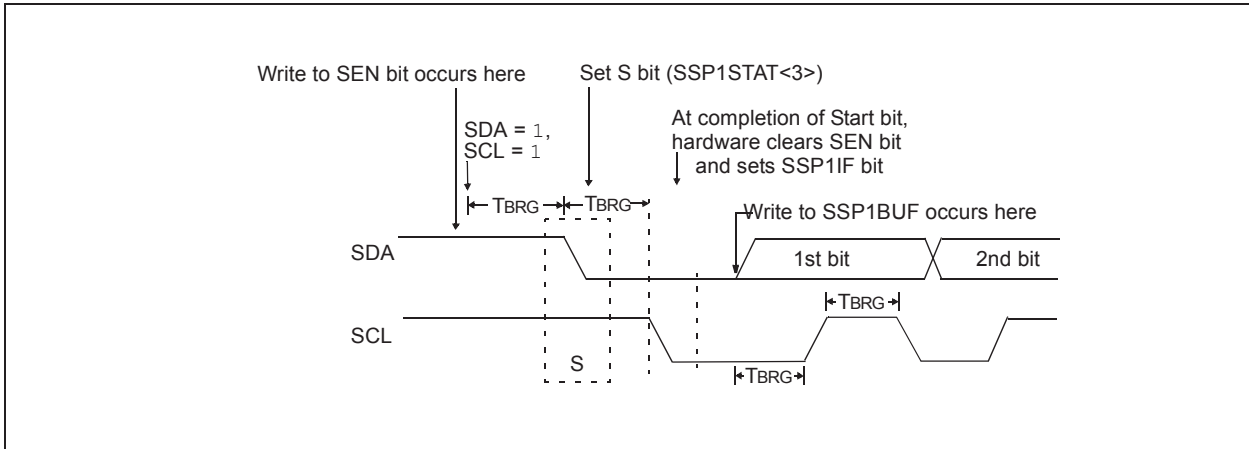 Write to SEN bit occurs here
Set S bit (SSP1STAT<3>)
SDA = 1,
SCL = 1
At completion of Start bit,
hardware clears SEN bit
and sets SSP1IF bit
TBRG
TBRG
Write to SSP1BUF occurs here
SDA
1st bit
2nd bit
TBRG
SCL
S
TBRG